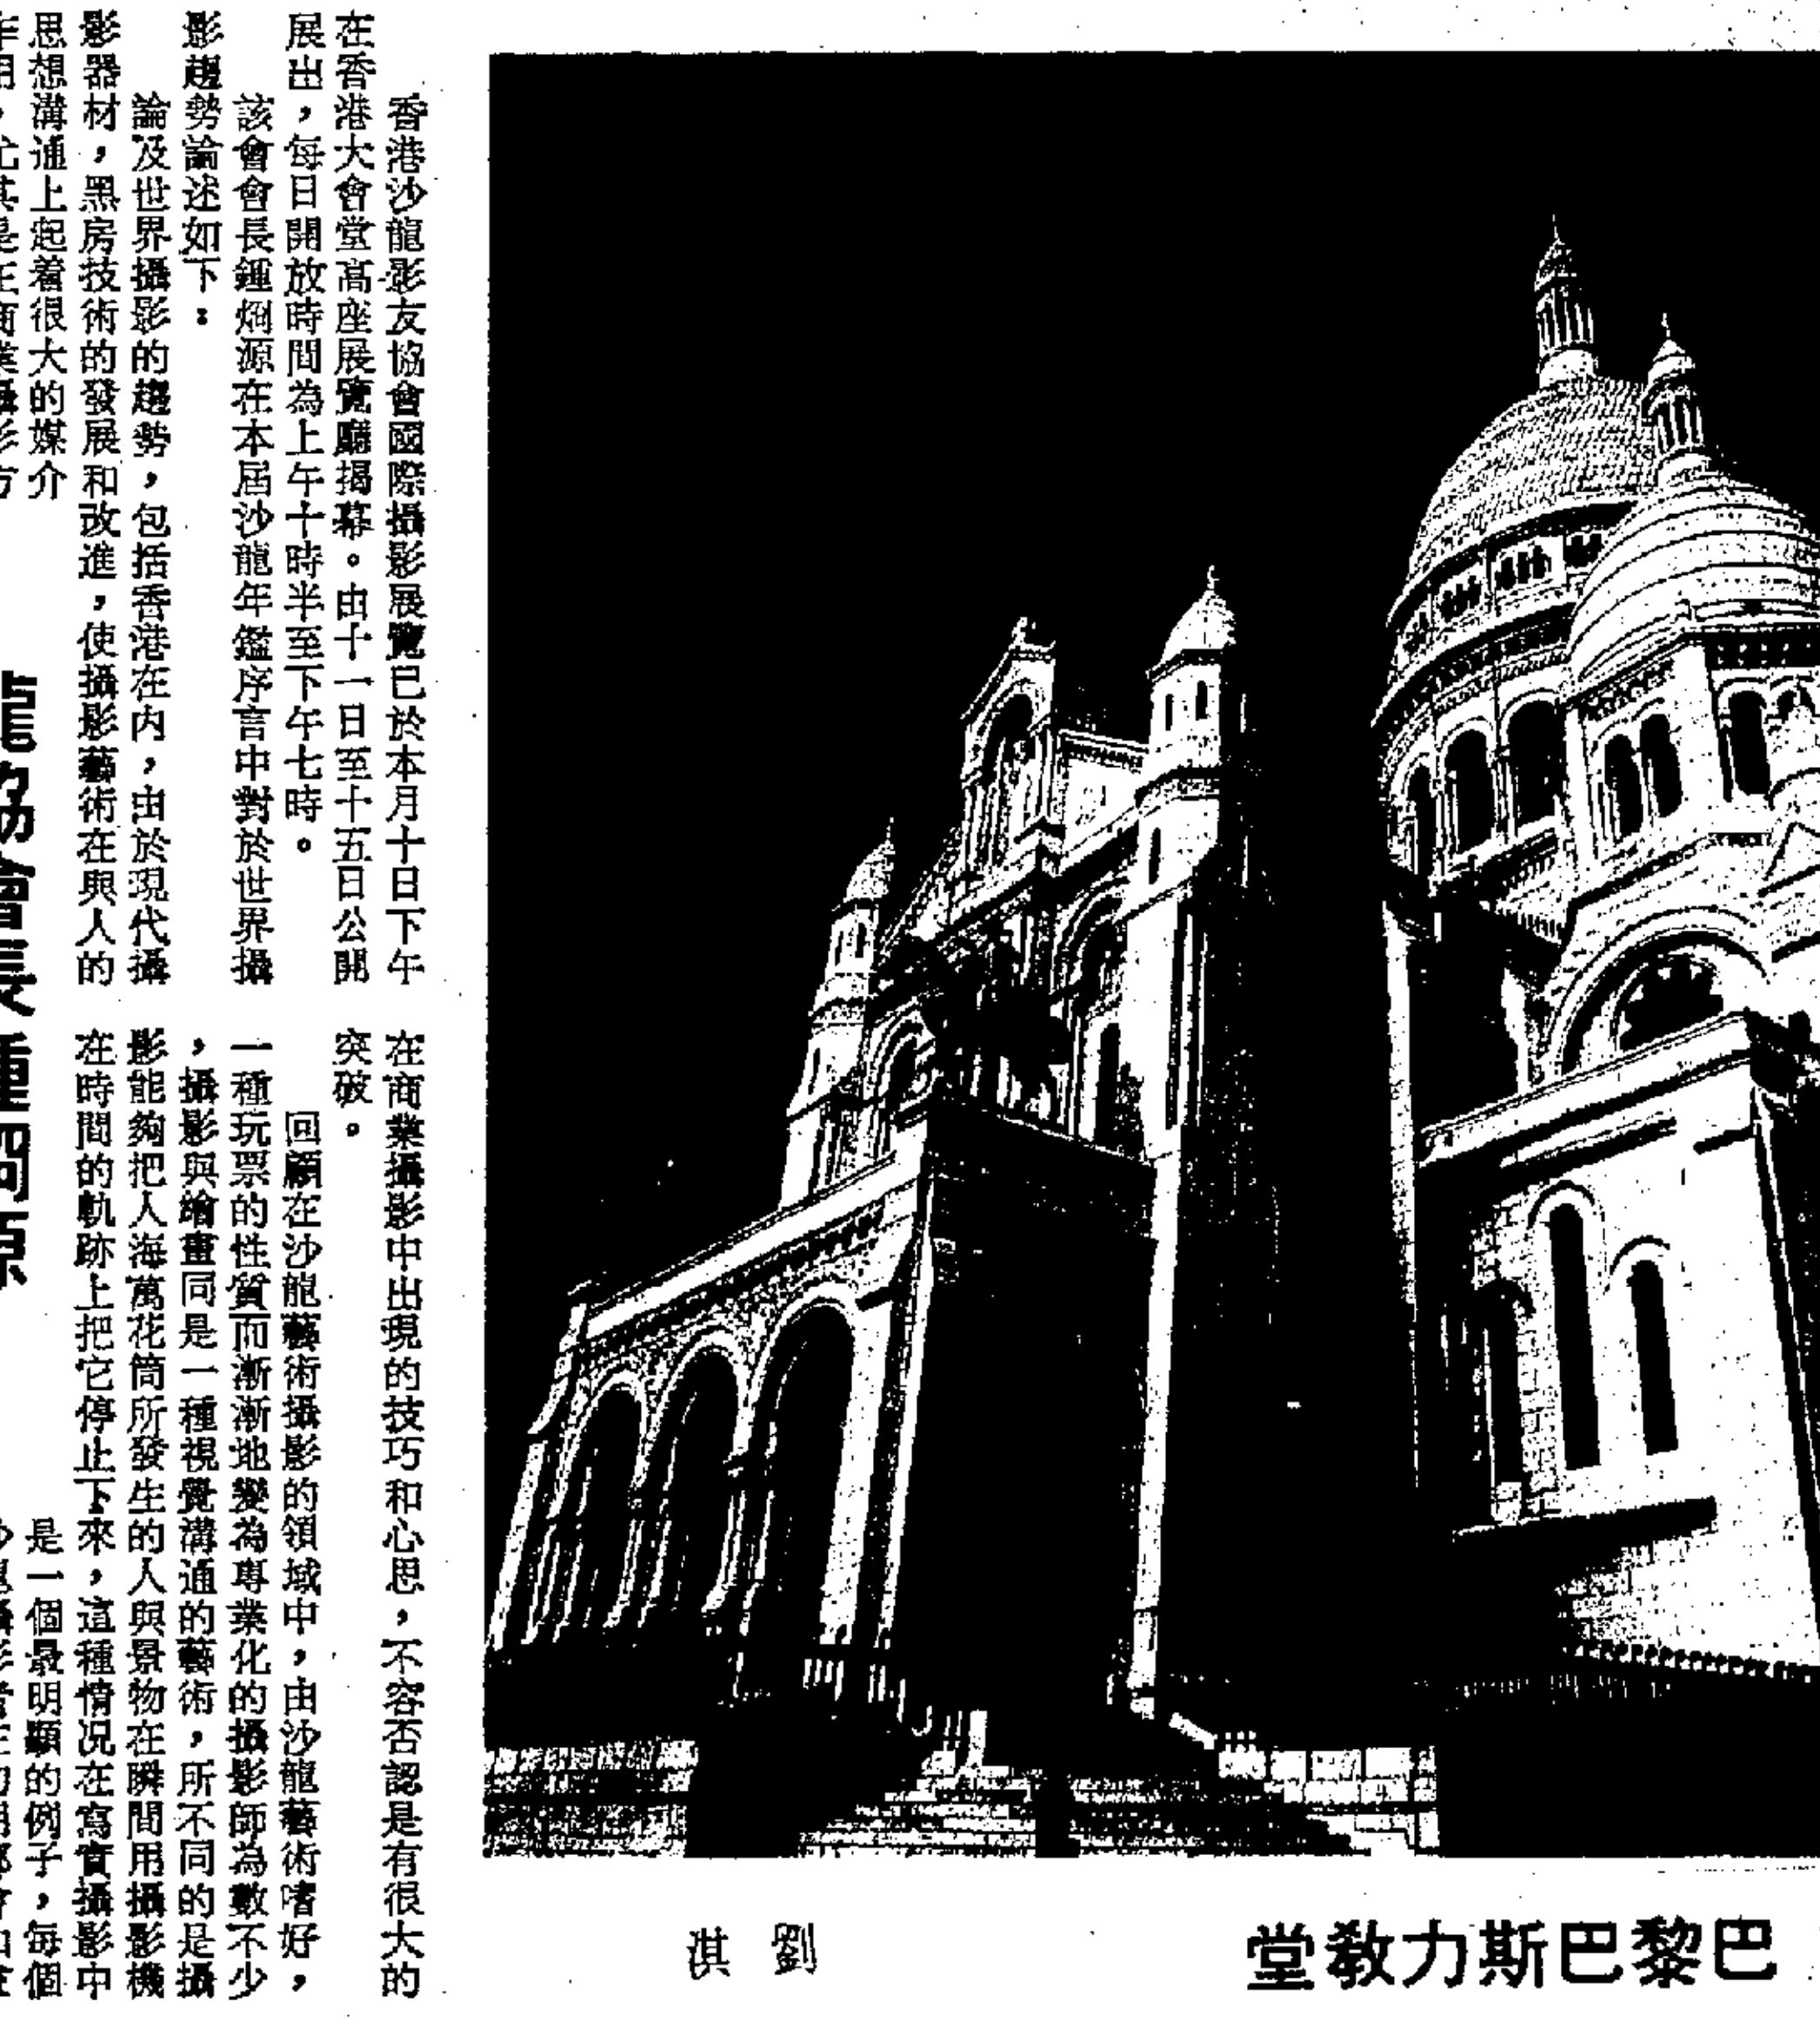 香港沙龍影友協會國際攝影展覽已於本月十日下午
在香港大會堂高座展覽廳揭幕。由十一日至十五日公開
展出，每日開放時間為上午十時半至下午七時。
該會會長鍾烱源在本屆沙龍年鑑序言中對於世界攝
影趨勢論述如下：
論及世界攝影的趨勢，包括香港在內，由於現代攝
影器材，黑房技術的發展和改進，使攝影藝術在與人的
思想溝通上起着很大的媒介
在商業攝影中出現的技巧和心思，不容否認是有很大的
突破。
回顧在沙龍藝術攝影的領域中，由沙龍藝術嗜好，
一種玩票的性質而漸漸地變為專業化的攝影師為數不少
，攝影與繪畫同是一種視覺溝通的藝術，所不同的是攝
影能夠把人海萬花筒所發生的人與景物在瞬間用攝影機
在時間的軌跡上把它停止下來，這種情况在寫實攝影中
是一個最明顯的例子，每個
巴黎巴斯力教堂
劉淇